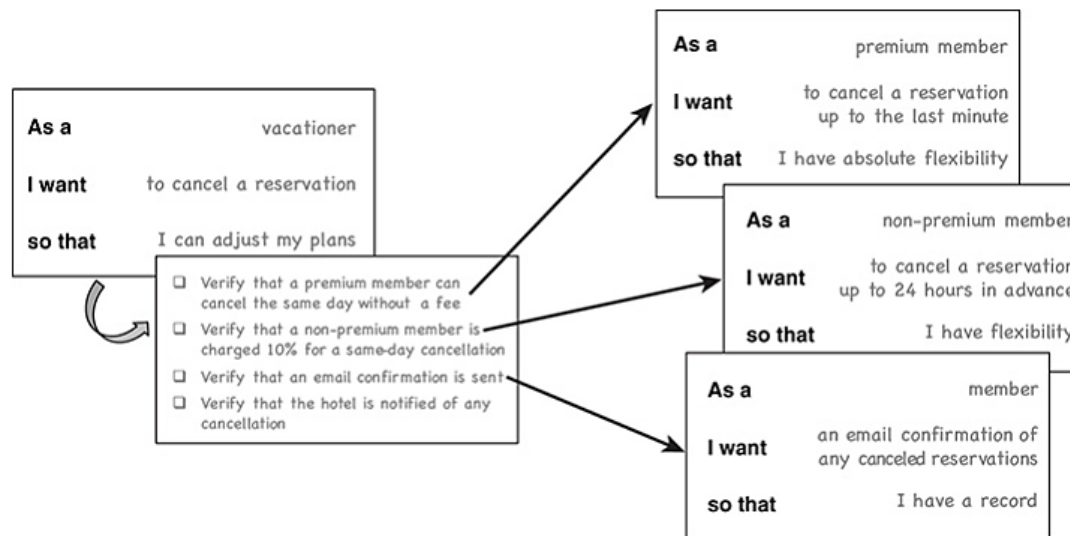 As a vacationer
I want to cancel a reservation
so that I can adjust my plans
Verify that a premium member can
cancel the same day without a fee
Verify that a non-premium member is
charged 10% for a same-day cancellation
Verify that an email confirmation is sent
Verify that the hotel is notified of any
cancellation
As a premium member
I want to cancel a reservation
up to the last minute
so that I have absolute flexibility
As a non-premium member
I want to cancel a reservation
up to 24 hours in advance
so that I have flexibility
As a member
I want an email confirmation of
any canceled reservations
so that I have a record